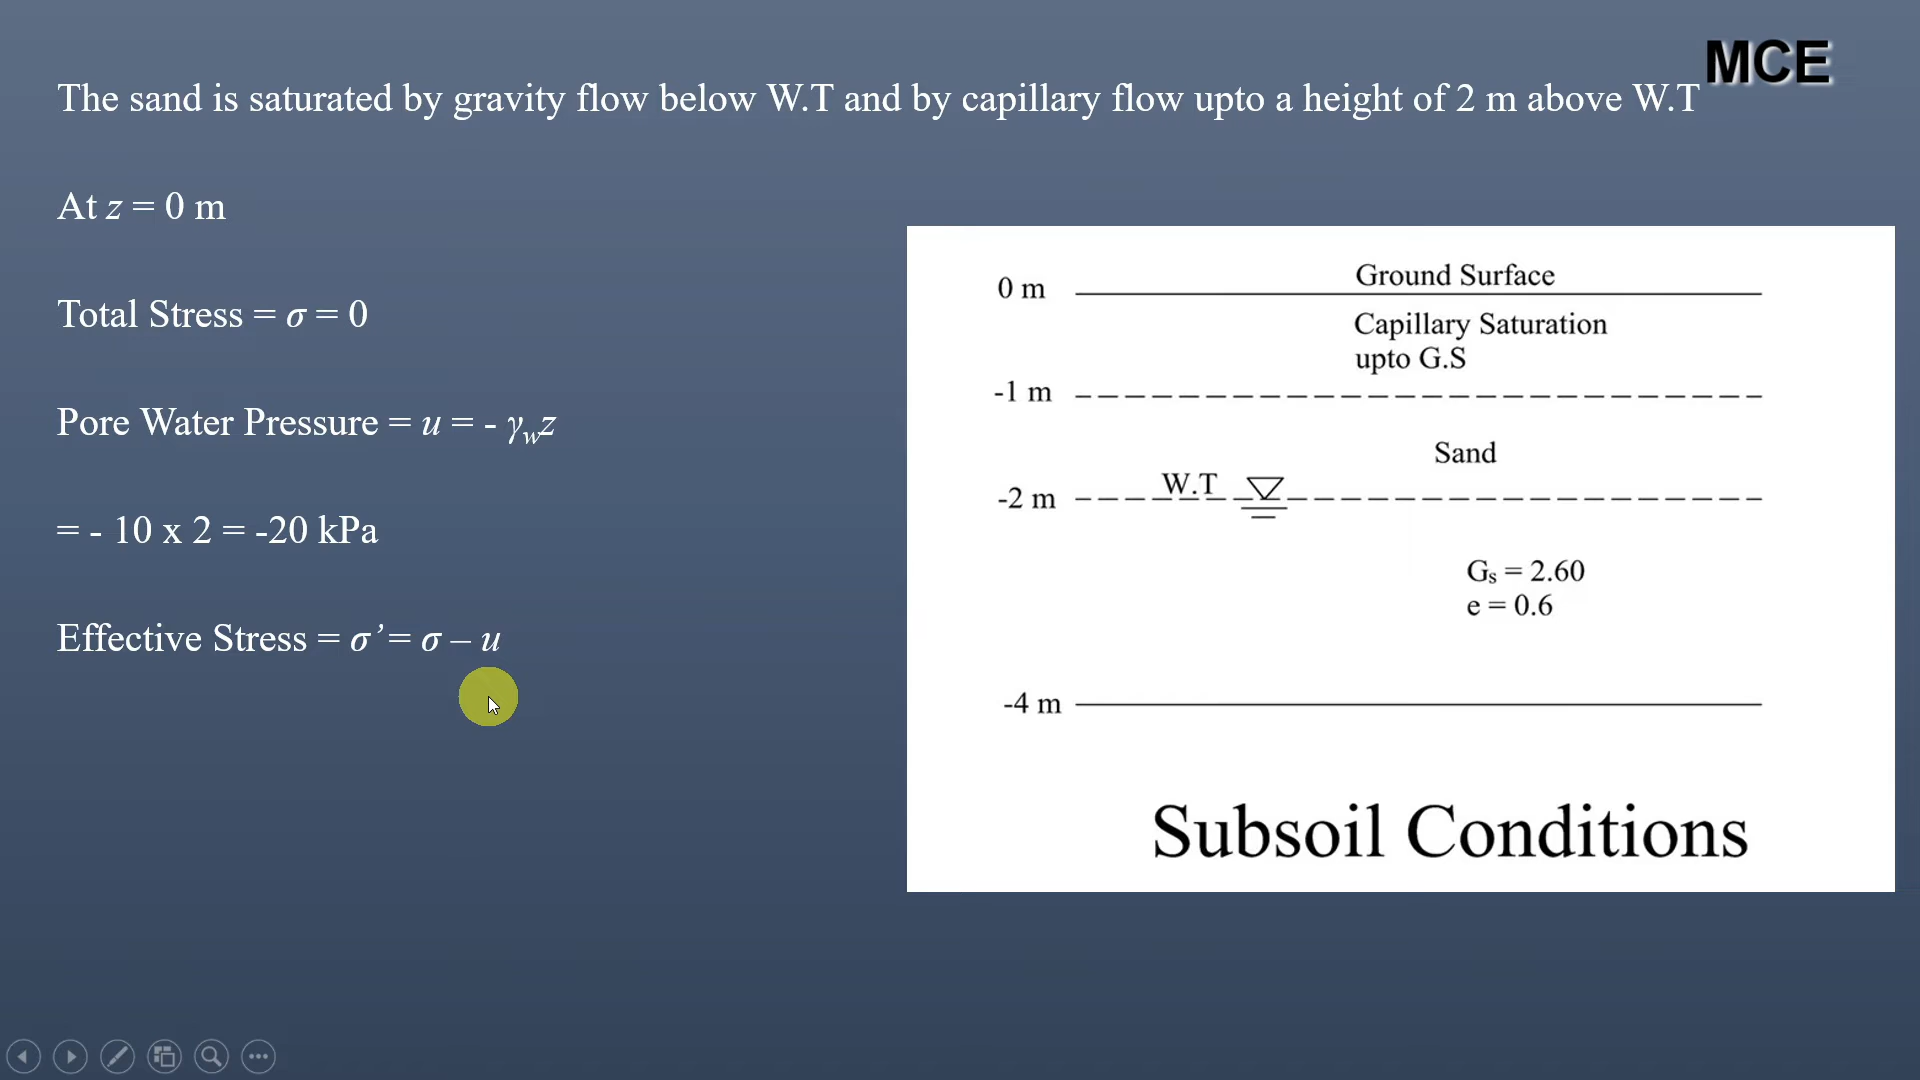 MCE
The sand is saturated by gravity flow below W.T and by capillary flow upto a height of 2 m above W.T
At z = 0 m
Total Stress = σ = 0
Pore Water Pressure = u = - γwz
= - 10 x 2 = -20 kPa
Effective Stress = σ’= σ – u
0 m
Ground Surface
Capillary Saturation
upto G.S
-1 m
Sand
-2 m
W.T
Gs = 2.60
e = 0.6
-4 m
Subsoil Conditions